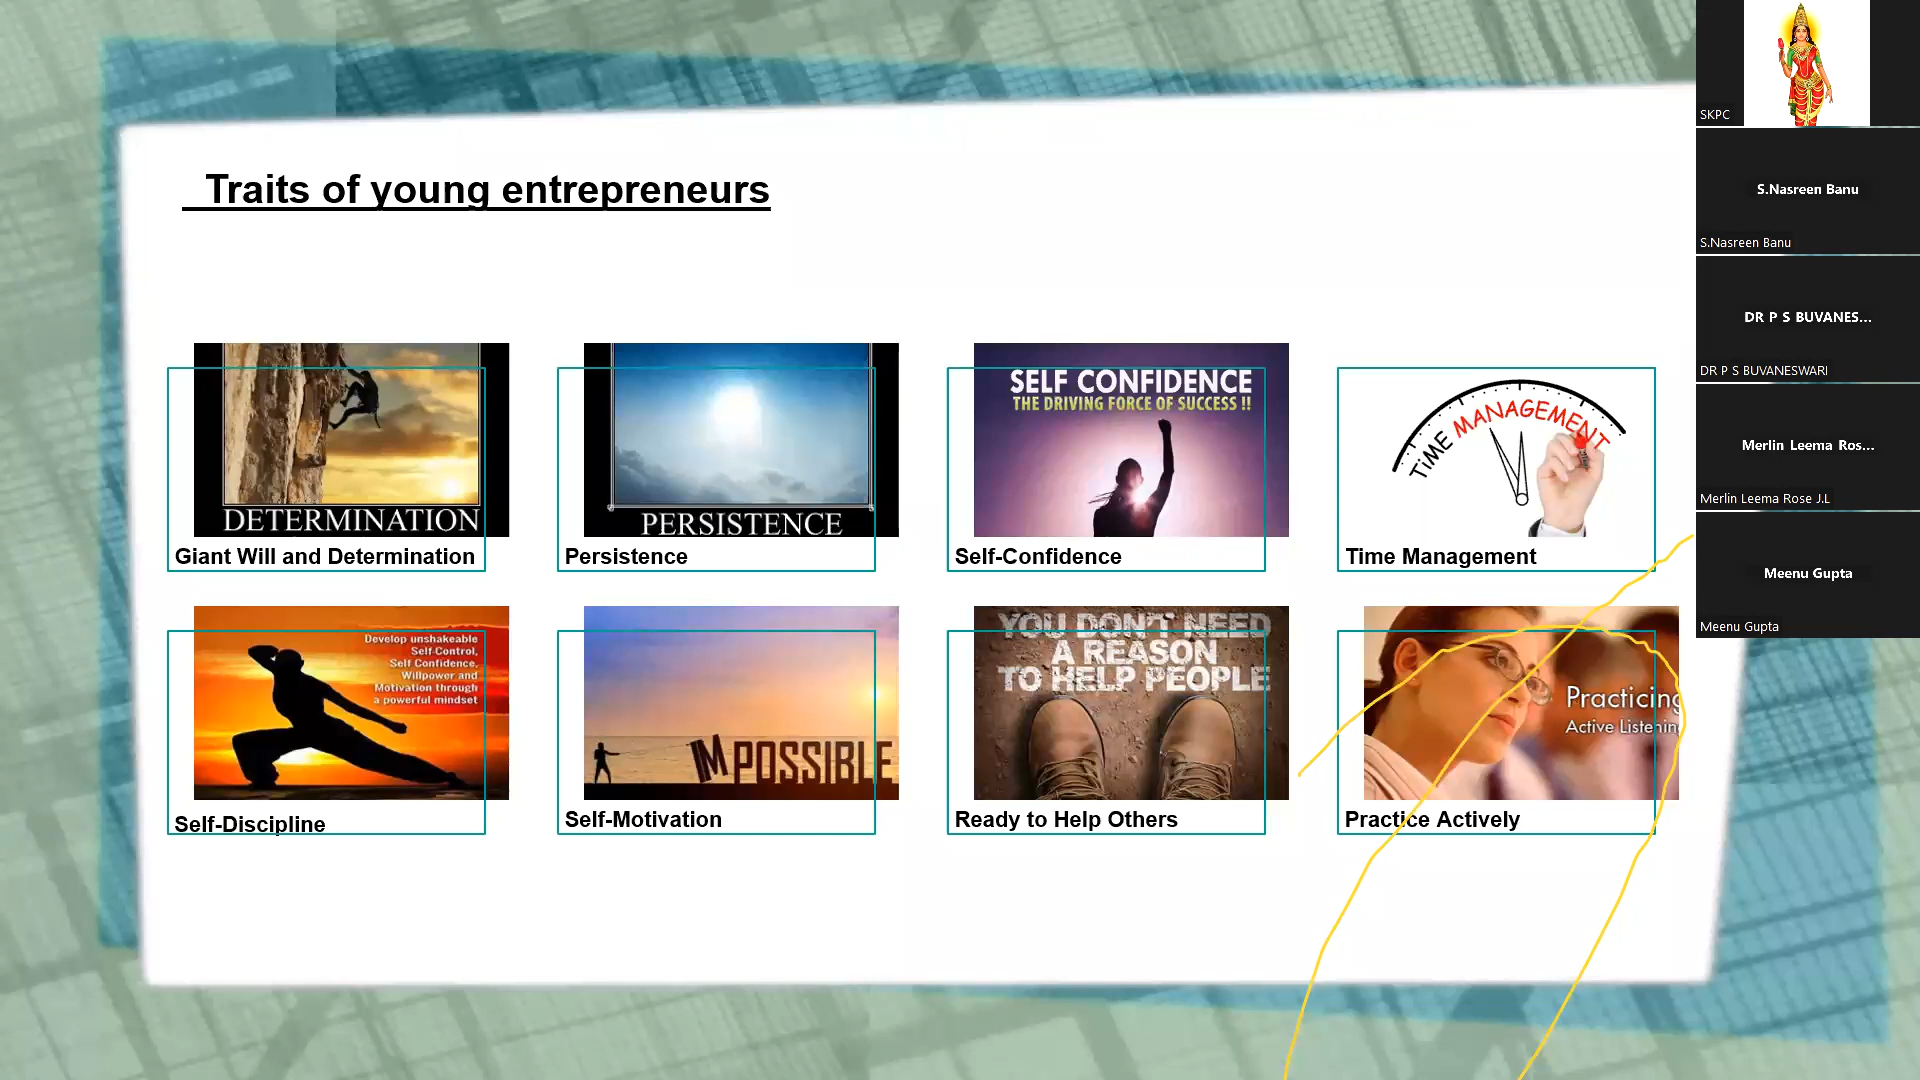 Traits of young entrepreneurs
DETERMINATION
Giant Will and Determination
PERSISTENCE
Persistence
SELF CONFIDENCE
THE DRIVING FORCE OF SUCCESS !!
Self-Confidence
TiME MANAGEMENT
Time Management
Develop unshakeable
Self Control,
Self Confidence,
Willpower and
Motivation through
a powerful mindset
Self-Discipline
IMPOSSIBLE
Self-Motivation
YOU DON'T NEED
A REASON
TO HELP PEOPLE
Ready to Help Others
Practicing
Active Listening
Practice Actively
SKPC
S.Nasreen Banu
S.Nasreen Banu
DR P S BUVANES...
DR P S BUVANESWARI
Merlin Leema Ros...
Merlin Leema Rose J.L
Meenu Gupta
Meenu Gupta